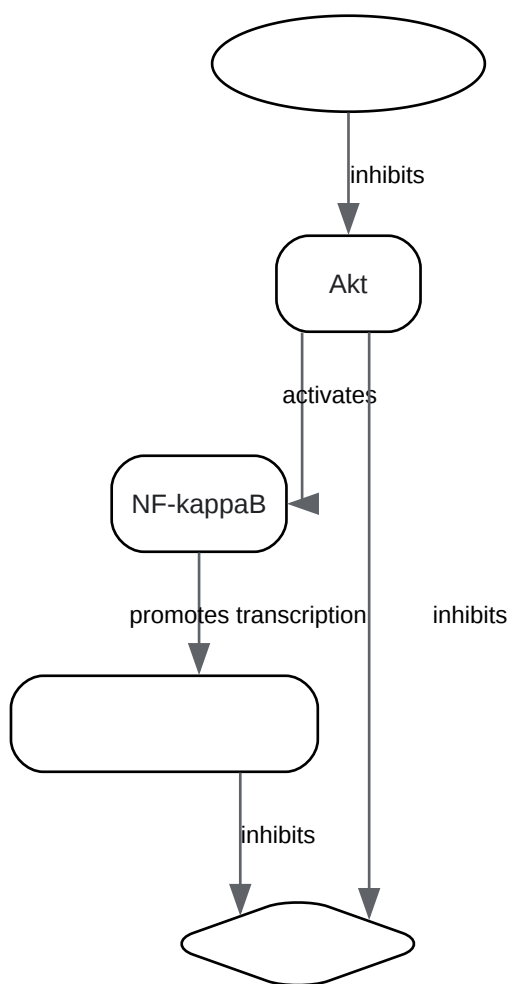 inhibits
Akt
activates
NF-kappaB
promotes transcription
inhibits
inhibits